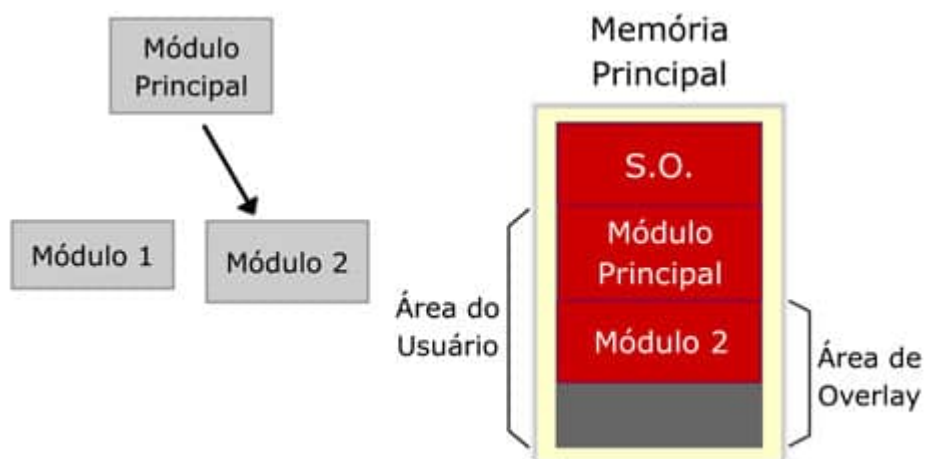 Módulo
Principal
Módulo 1
Módulo 2
Memória
Principal
S.O.
Módulo
Principal
Módulo 2
Área do
Usuário
Área de
Overlay